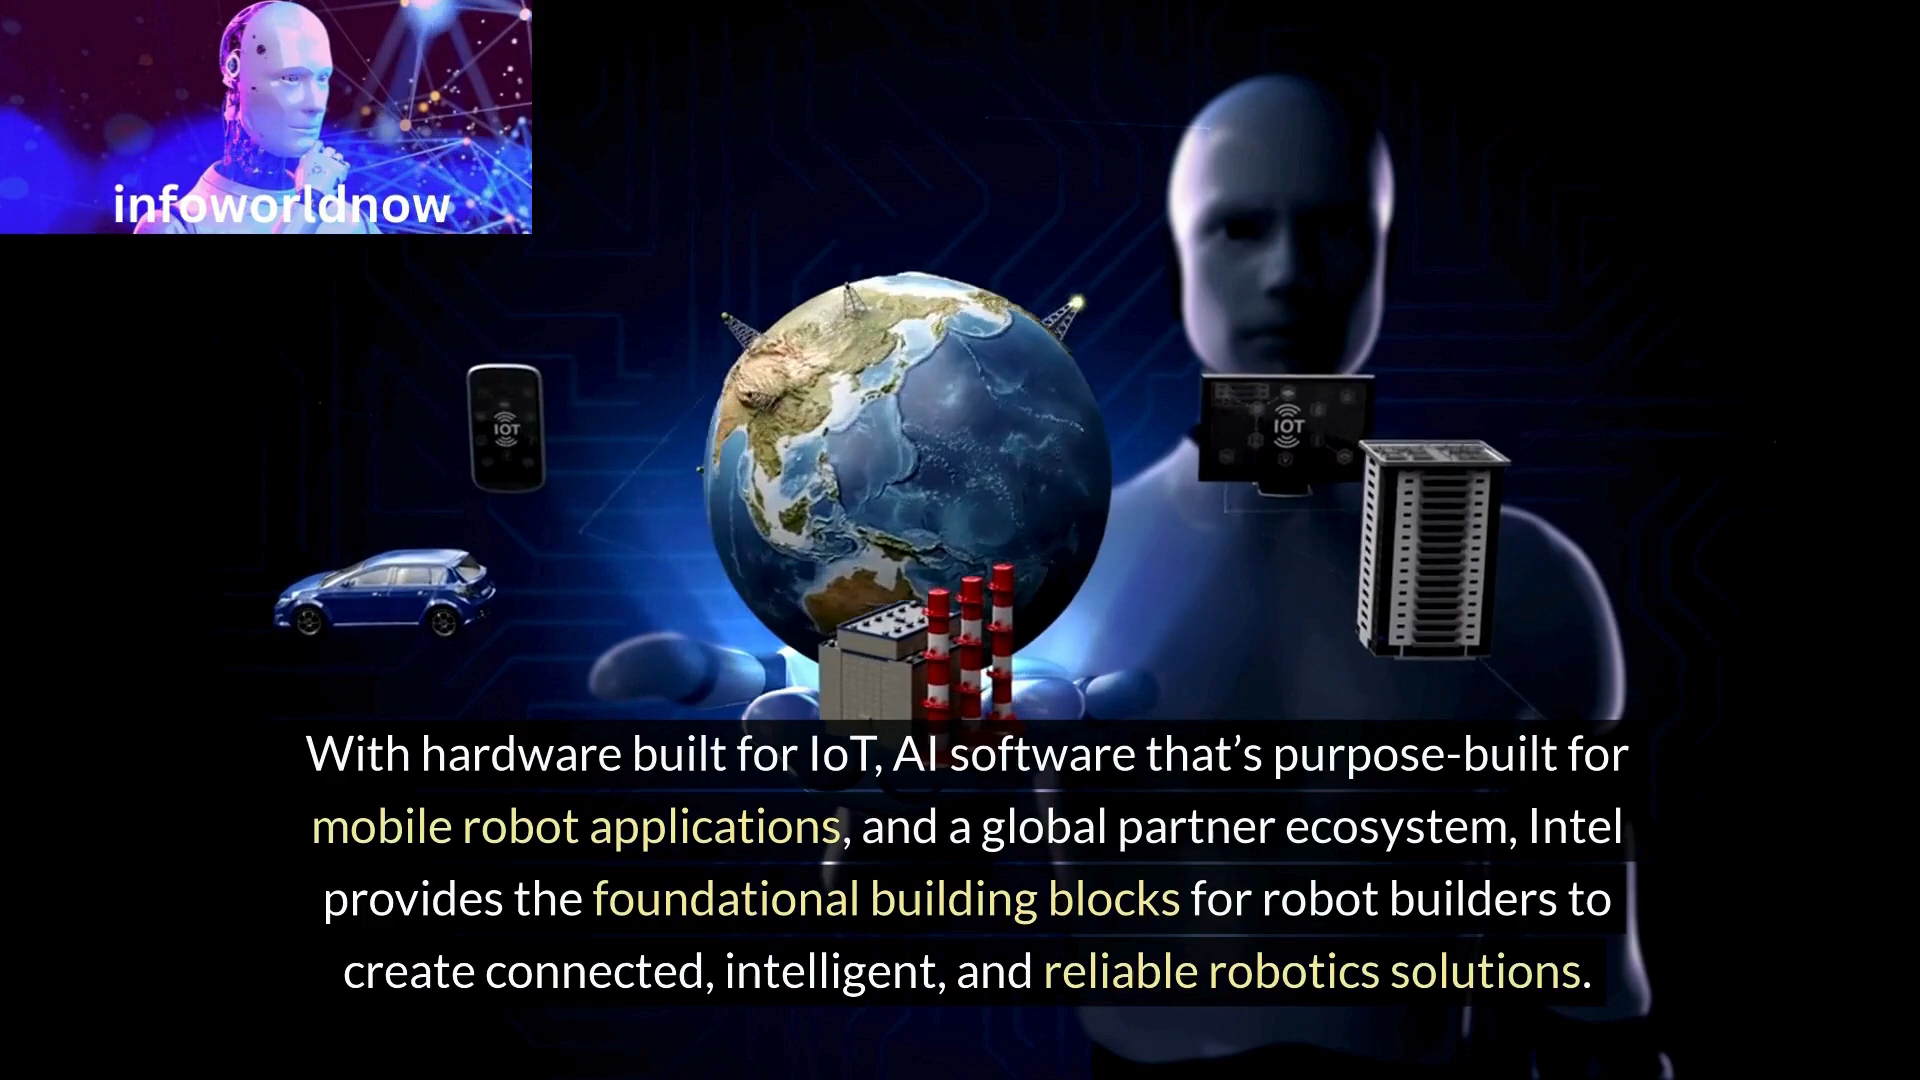 infoworldnow
IOT
IOT
With hardware built for IoT, AI software that’s purpose-built for
mobile robot applications, and a global partner ecosystem, Intel
provides the foundational building blocks for robot builders to
create connected, intelligent, and reliable robotics solutions.